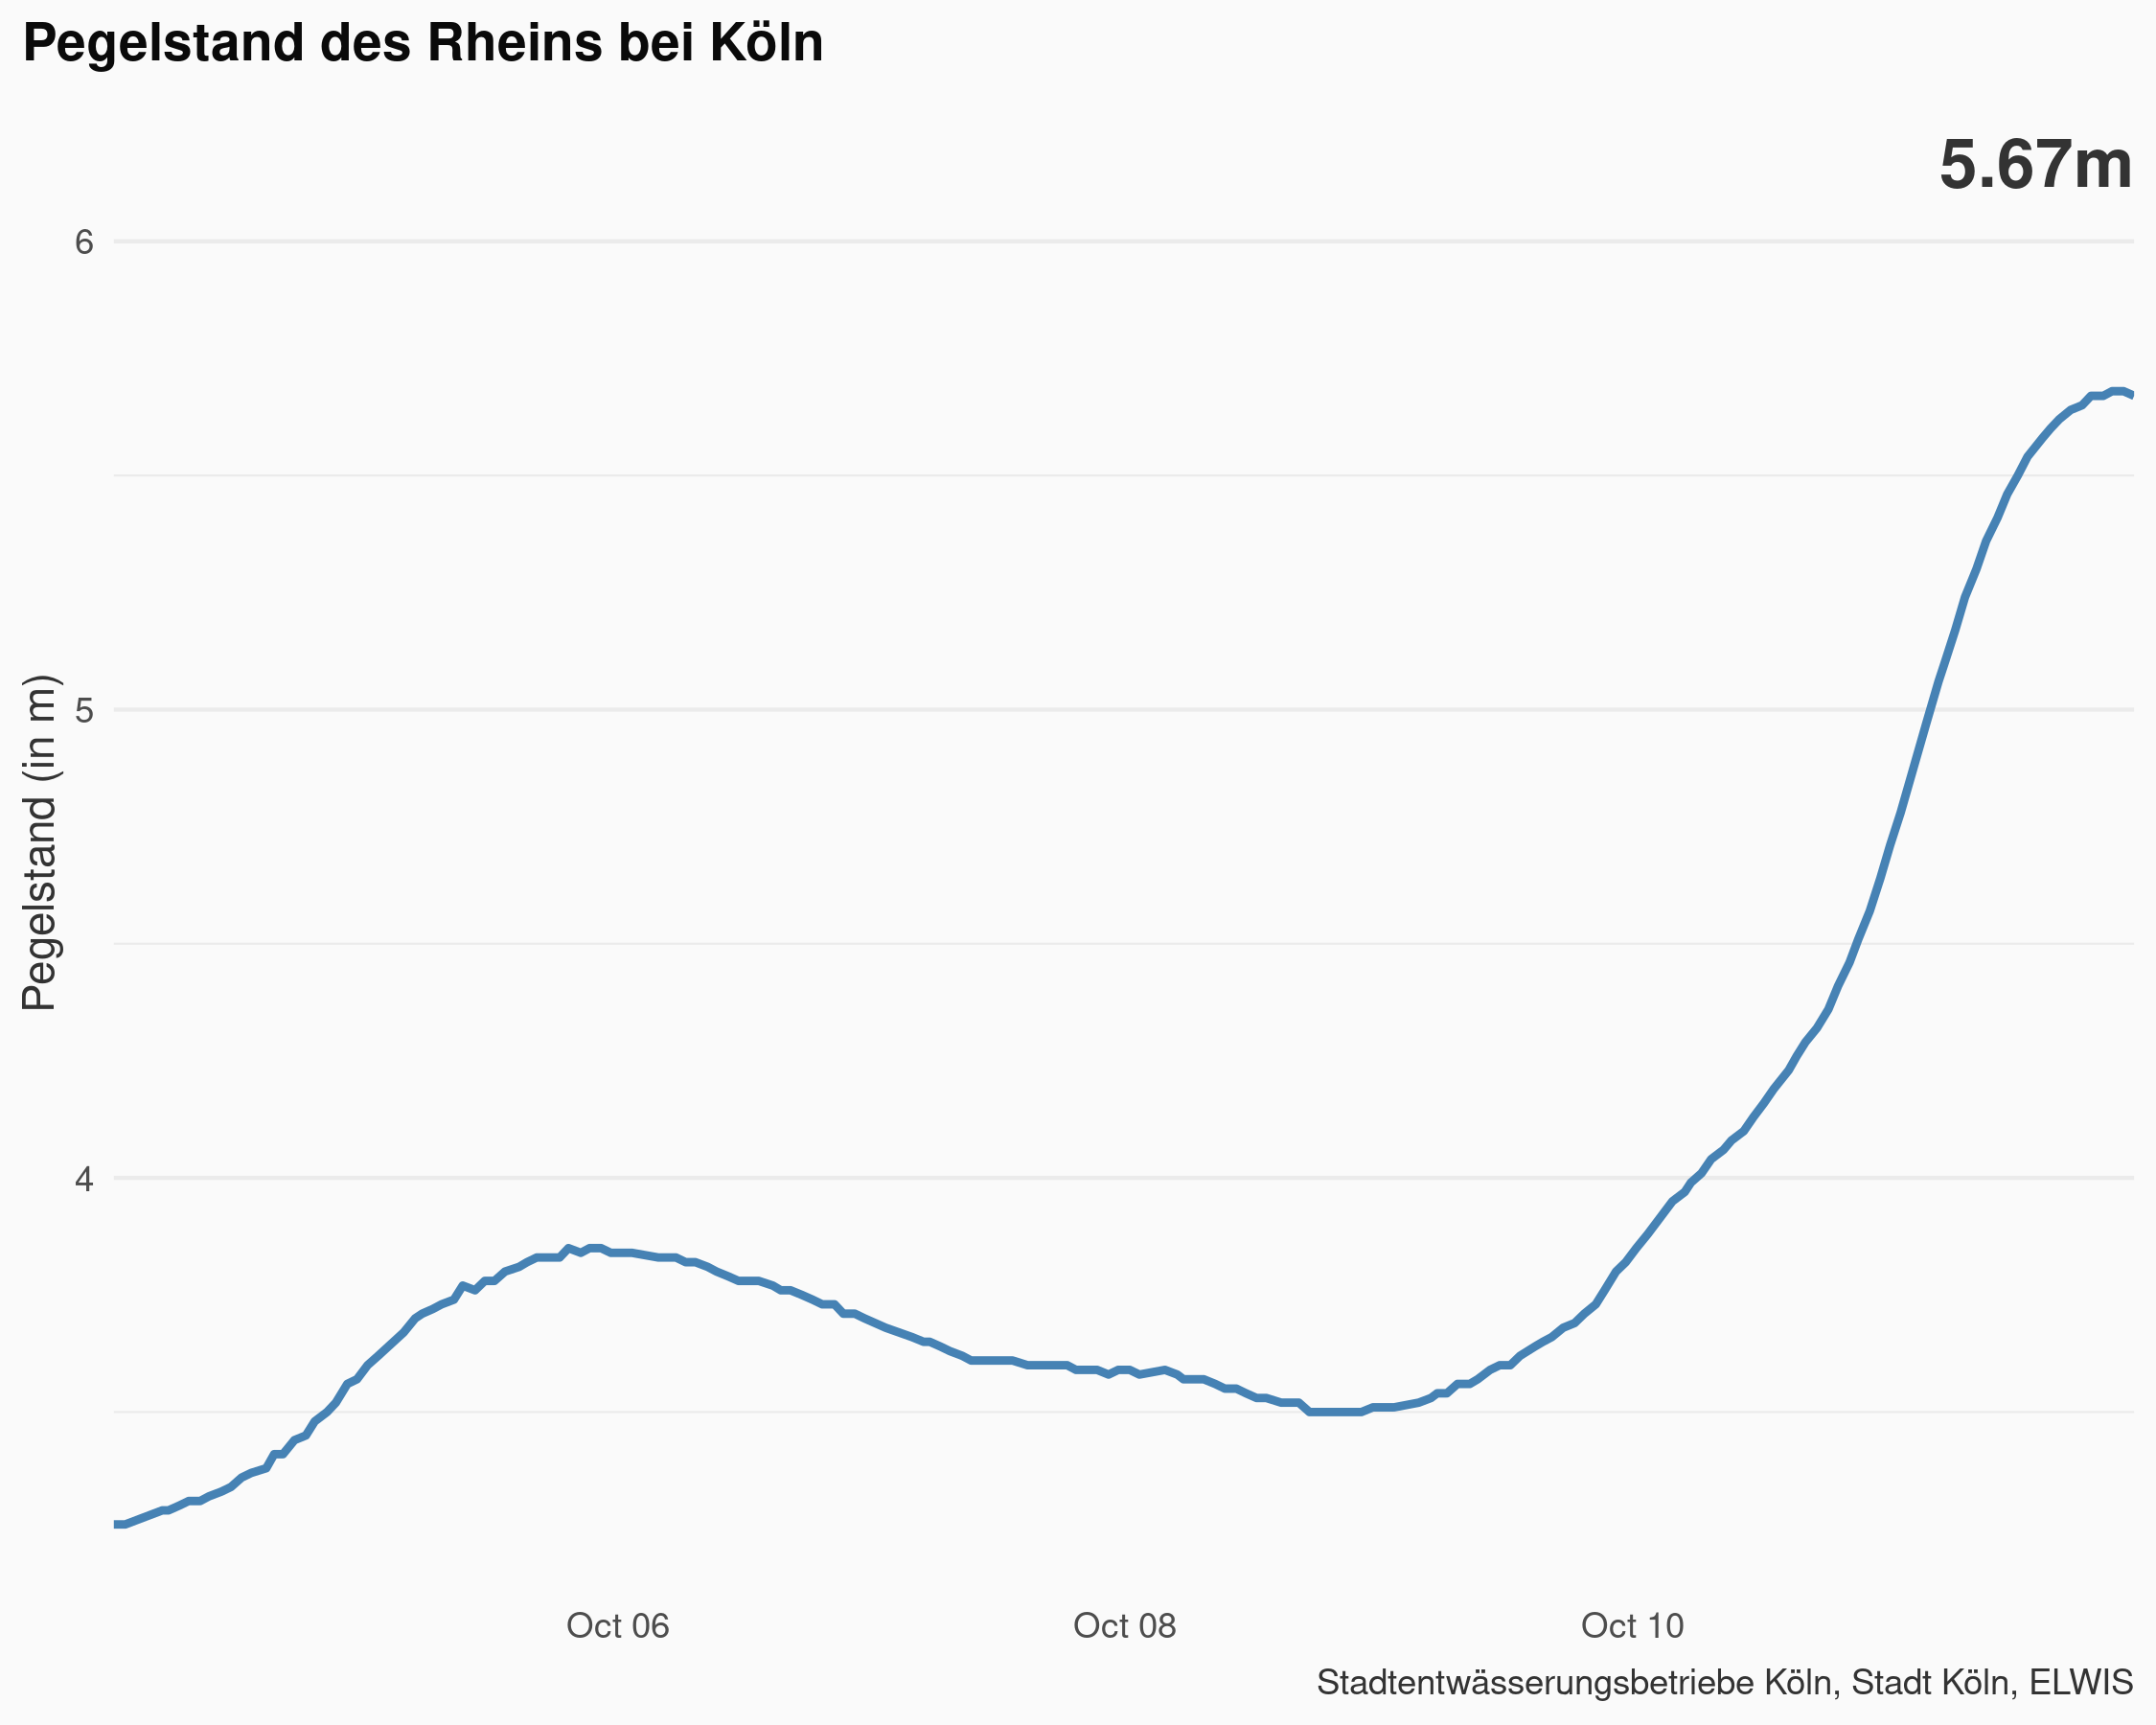 Pegelstand des Rheins bei Köln
5.67m
6
5
4
Pegelstand (in m)
Oct 06
Oct 08
Oct 10
Stadtentwässerungsbetriebe Köln, Stadt Köln, ELWIS